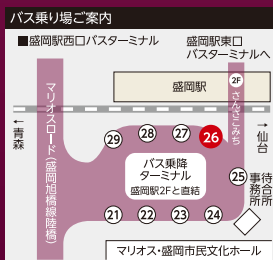 バス乗り場ご案内
■盛岡駅西口バスターミナル
盛岡駅東口
バスターミナルへ
盛岡駅
2F
さんさこみち
マリオスロード(盛岡旭橋線陸橋)
←青森
→仙台
29
28
27
26
バス乗降
ターミナル
盛岡駅2Fと直結
25
待合所
事務所
21
22
23
24
マリオス・盛岡市民文化ホール